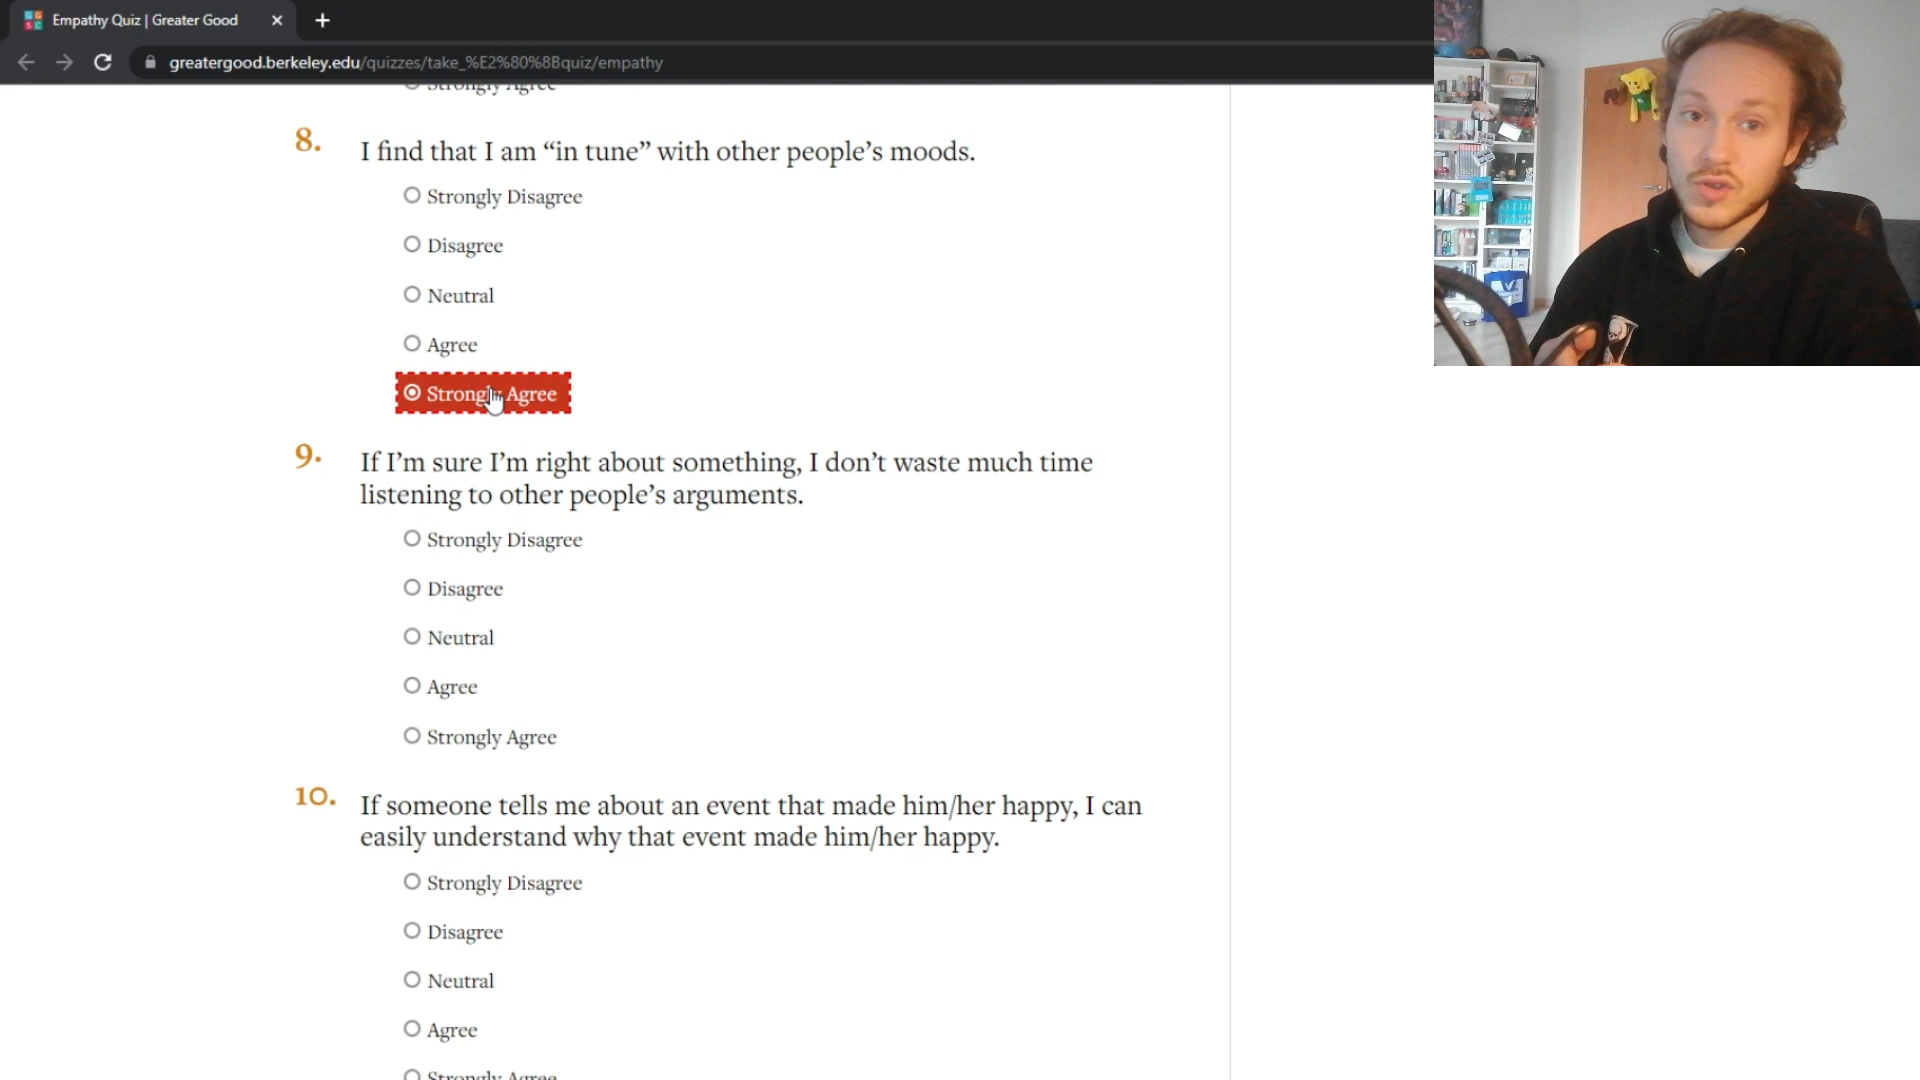 Empathy Quiz | Greater Good
greatergood.berkeley.edu/quizzes/take_%E2%80%8Bquiz/empathy
Strongly Agree
8. I find that I am “in tune” with other people’s moods.
Strongly Disagree
Disagree
Neutral
Agree
Strongly Agree
9. If I’m sure I’m right about something, I don’t waste much time
listening to other people’s arguments.
Strongly Disagree
Disagree
Neutral
Agree
Strongly Agree
10. If someone tells me about an event that made him/her happy, I can
easily understand why that event made him/her happy.
Strongly Disagree
Disagree
Neutral
Agree
Strongly Agree